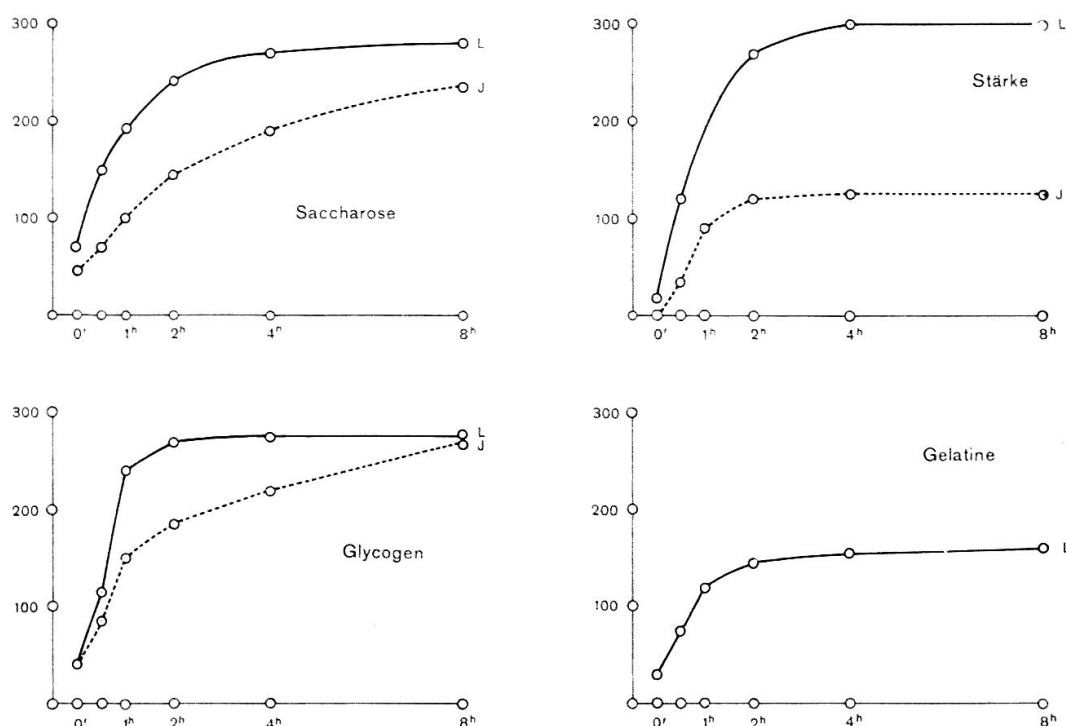 300
200
100
L
J
Saccharose
0' 1ʰ 2ʰ 4ʰ 8ʰ
300
200
100
L
Stärke
J
0' 1ʰ 2ʰ 4ʰ 8ʰ
300
200
100
L
J
Glycogen
0' 1ʰ 2ʰ 4ʰ 8ʰ
300
200
100
Gelatine
L
0' 1ʰ 2ʰ 4ʰ 8ʰ